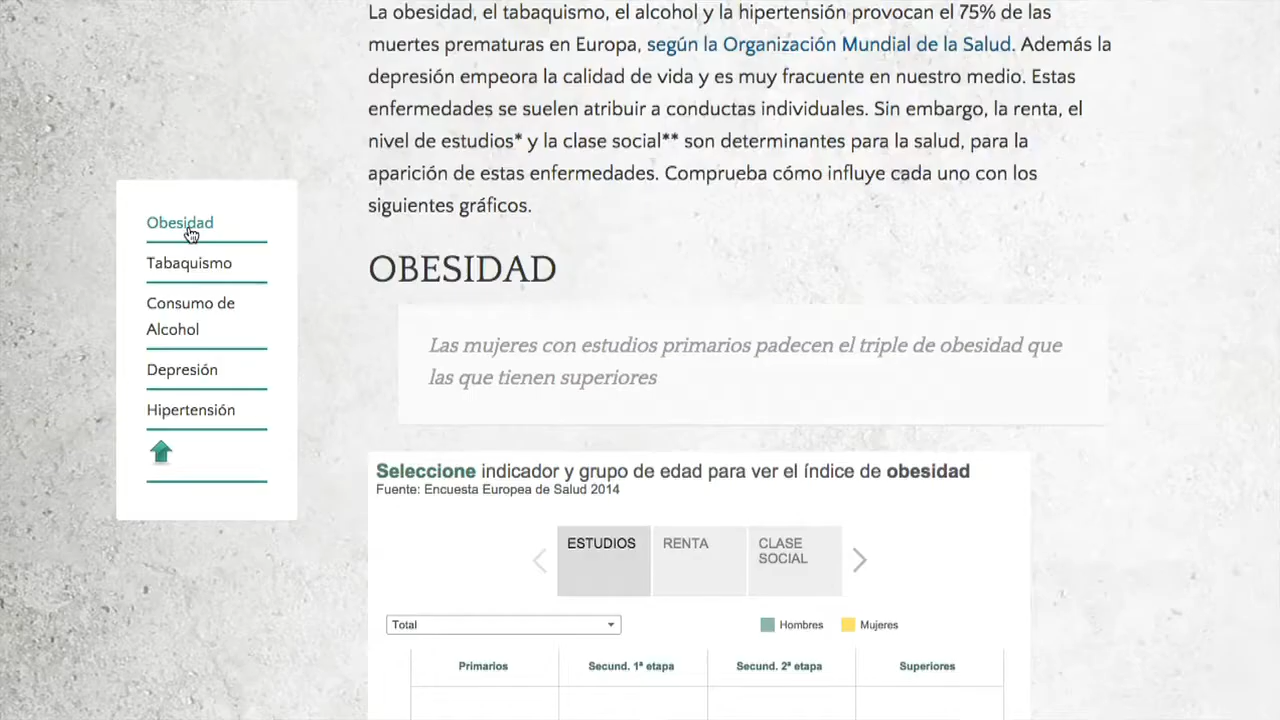 La obesidad, el tabaquismo, el alcohol y la hipertensión provocan el 75% de las
muertes prematuras en Europa, según la Organización Mundial de la Salud. Además la
depresión empeora la calidad de vida y es muy fracuente en nuestro medio. Estas
enfermedades se suelen atribuir a conductas individuales. Sin embargo, la renta, el
nivel de estudios* y la clase social** son determinantes para la salud, para la
aparición de estas enfermedades. Comprueba cómo influye cada uno con los
siguientes gráficos.
Obesidad
Tabaquismo
Consumo de
Alcohol
Depresión
Hipertensión
OBESIDAD
Las mujeres con estudios primarios padecen el triple de obesidad que
las que tienen superiores
Seleccione indicador y grupo de edad para ver el índice de obesidad
Fuente: Encuesta Europea de Salud 2014
ESTUDIOS
RENTA
CLASE
SOCIAL
Total
Hombres
Mujeres
Primarios
Secund. 1ª etapa
Secund. 2ª etapa
Superiores